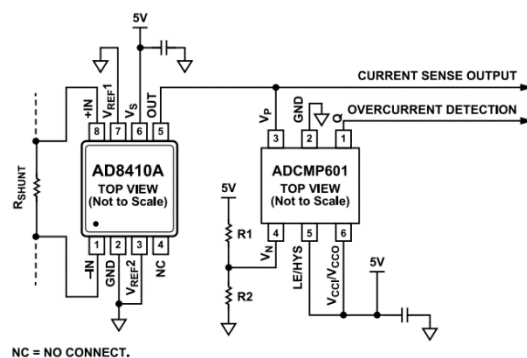 5V
CURRENT SENSE OUTPUT
+IN
VREF1
VS
OUT
VP
GND
Q
OVERCURRENT DETECTION
8
7
6
5
3
2
1
AD8410A
TOP VIEW
(Not to Scale)
ADCMP601
TOP VIEW
(Not to Scale)
RSHUNT
5V
R1
R2
1
2
3
4
–IN
GND
VREF2
NC
4
5
6
VN
LE/HYS
VCCI/VCCO
5V
NC = NO CONNECT.